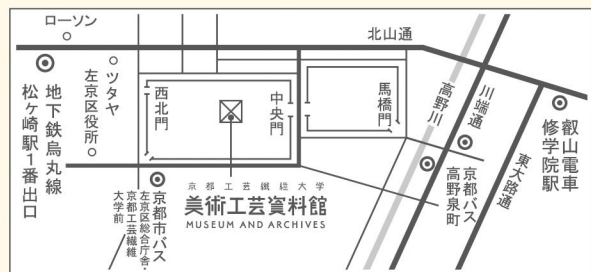 ローソン
北山通
地下鉄烏丸線
松ヶ崎駅1番出口
ツタヤ
左京区役所
西北門
中央門
馬橋門
高野川
川端通
叡山電車
修学院駅
東大路通
京都バス
高野泉町
京都市バス
左京区総合庁舎・
京都工芸繊維
大学前
京都工芸繊維大学
美術工芸資料館
MUSEUM AND ARCHIVES